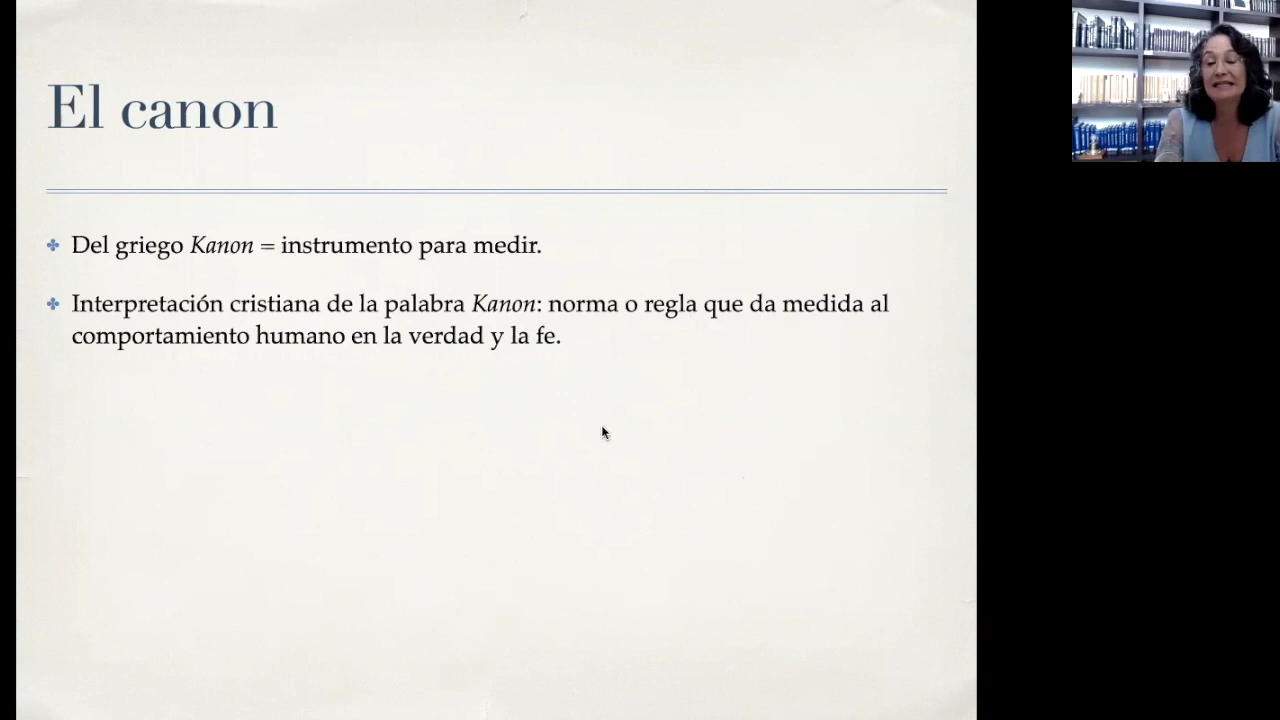 El canon
Del griego Kanon = instrumento para medir.
Interpretación cristiana de la palabra Kanon: norma o regla que da medida al
comportamiento humano en la verdad y la fe.